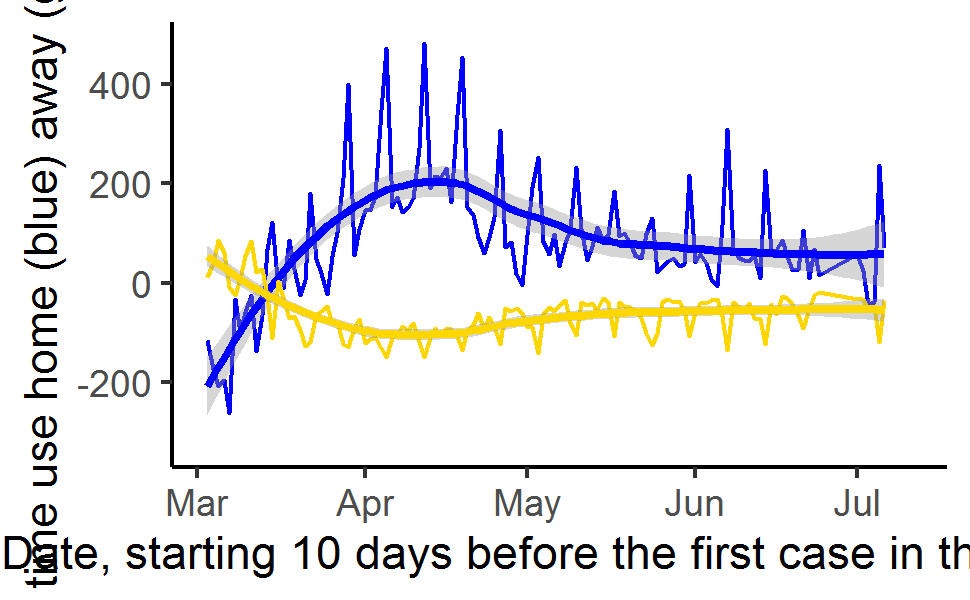 time use home (blue) away (g
400
200
0
-200
Mar
Apr
May
Jun
Jul
Date, starting 10 days before the first case in th